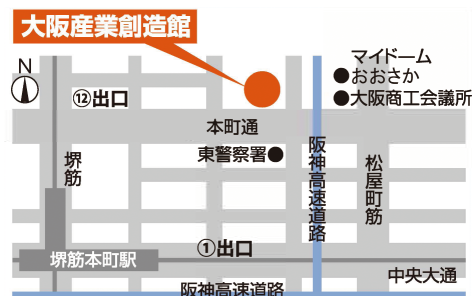 大阪産業創造館
N
⑫出口
マイドーム
おおさか
大阪商工会議所
本町通
東警察署
堺筋
阪神高速道路
松屋町筋
①出口
堺筋本町駅
中央大通
阪神高速道路